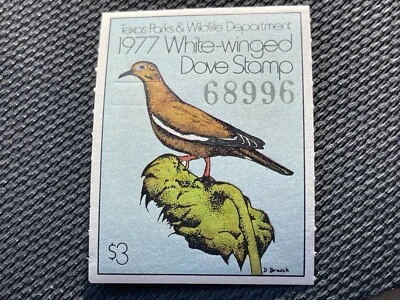 Texas Parks & Wildlife Department
1977 White-winged
Dove Stamp
68996
$3
D Brasch